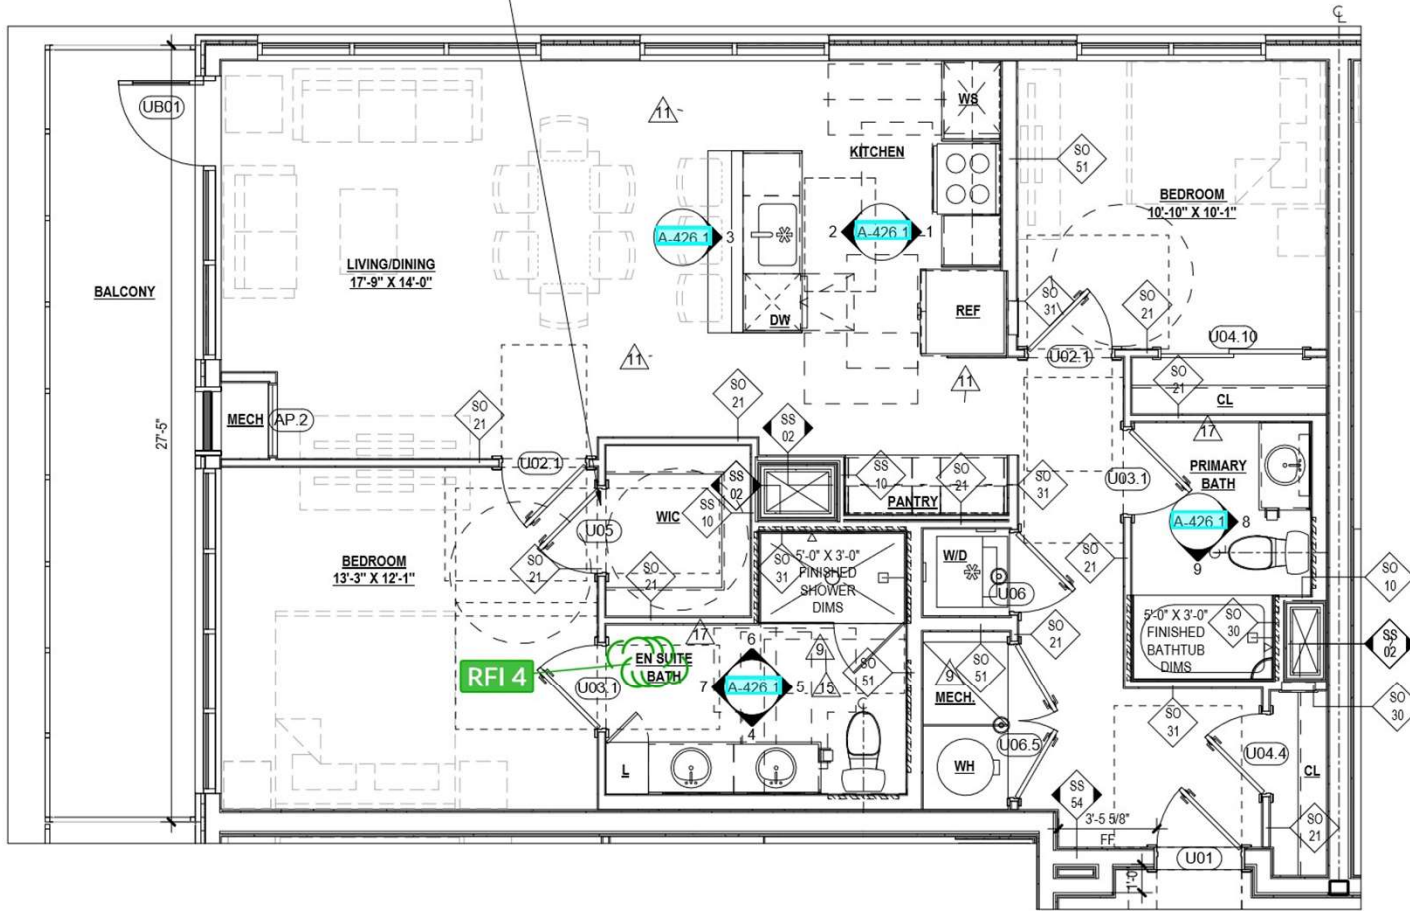 UB01
BALCONY
27'-5"
LIVING/DINING
17'-9" X 14'-0"
MECH
AP.2
11
11
11
KITCHEN
WS
A-426.1
3
2
A-426.1
1
DW
REF
SO
51
BEDROOM
10'-10" X 10'-1"
SO
31
SO
21
U02.1
U04.10
SO
21
CL
SO
21
SO
21
SS
02
U02.1
SS
02
SS
10
SS
10
PANTRY
SO
21
SO
31
U03.1
17
PRIMARY
BATH
A-426.1
8
9
BEDROOM
13'-3" X 12'-1"
U05
WIC
SO
21
SO
21
SO
31
5'-0" X 3'-0"
FINISHED
SHOWER
DIMS
W/D
U06
SO
21
SO
21
5'-0" X 3'-0"
FINISHED
BATHTUB
DIMS
SO
30
SO
10
SS
02
SO
30
RFI 4
U03.1
EN SUITE
BATH
17
6
7
A-426.1
5
4
9
15
SO
51
9
SO
51
MECH.
U06.5
WH
L
SO
31
U04.4
CL
SO
21
SS
54
3'-5 5/8"
FF
U01
1'-0"